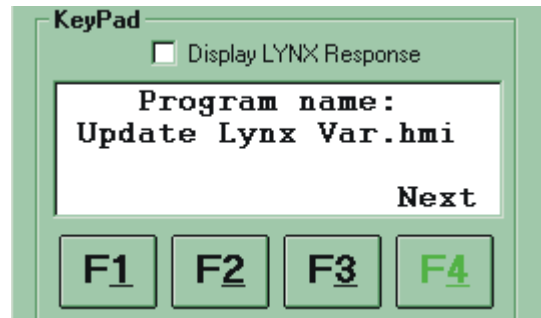 KeyPad
Display LYNX Response
Program name:
Update Lynx Var.hmi
Next
F1 F2 F3 F4